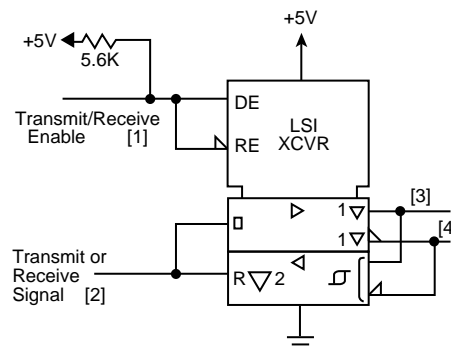 +5V
+5V
5.6K
DE
Transmit/Receive
Enable [1]
LSI
XCVR
RE
[3]
1
1
[4
Transmit or
Receive
Signal [2]
R 2